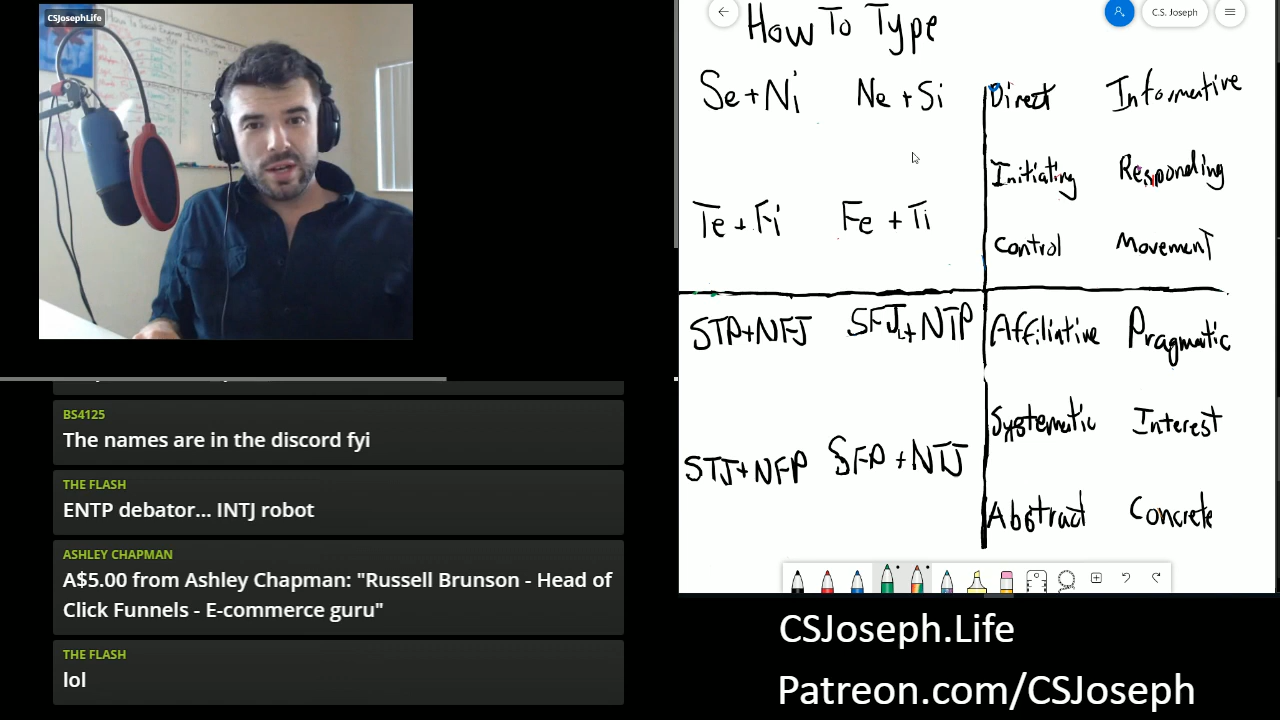 CSJosephLife
How To Type
C.S. Joseph
Se + Ni Ne + Si Direct Informative
Initiating Responding
Te + Fi Fe + Ti
Control Movement
STP+NFJ SFJ+NTP Affiliative Pragmatic
Systematic Interest
STJ+NFP SFP+NTJ
Abstract Concrete
BS4125
The names are in the discord fyi
THE FLASH
ENTP debator... INTJ robot
ASHLEY CHAPMAN
A$5.00 from Ashley Chapman: "Russell Brunson - Head of
Click Funnels - E-commerce guru"
THE FLASH
lol
CSJoseph.Life
Patreon.com/CSJoseph